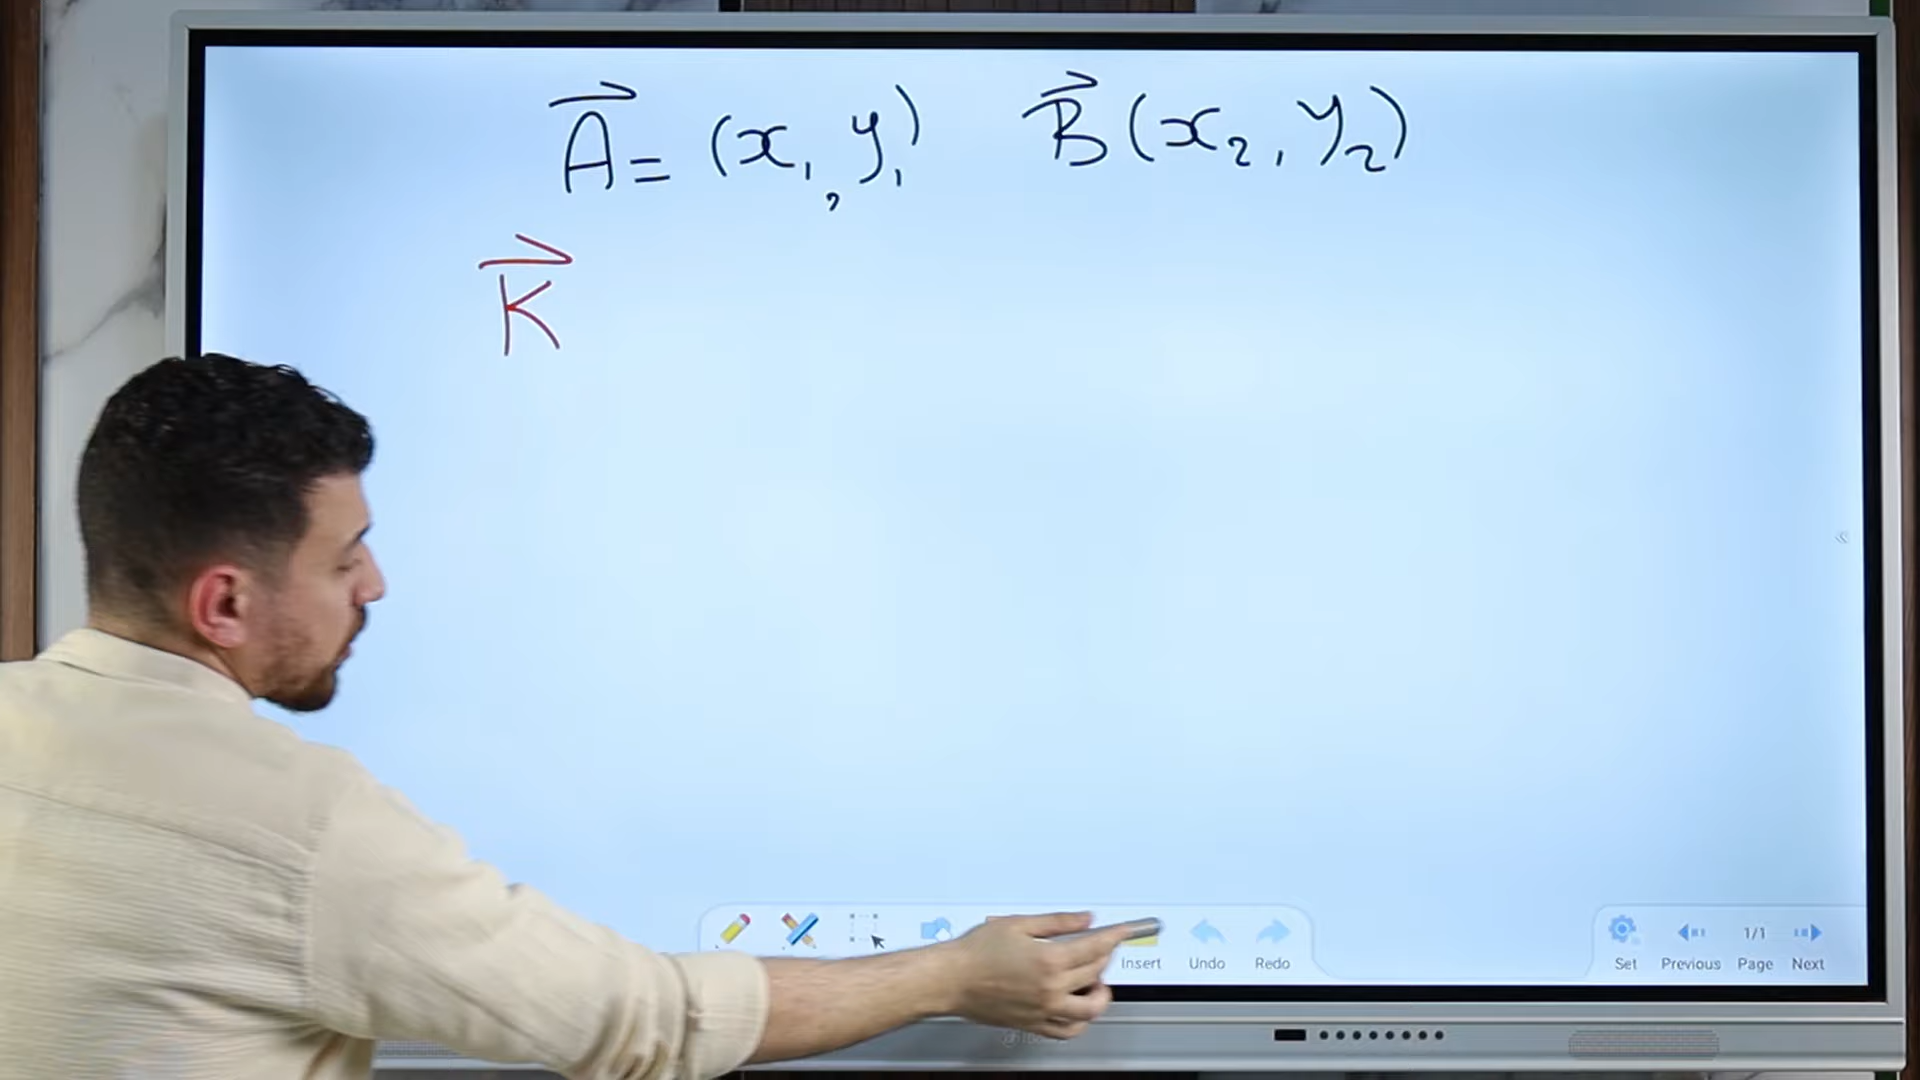 A⃗ = (x₁, y₁) B⃗ (x₂, y₂)
K⃗
Insert Undo Redo
1/1
Set Previous Page Next